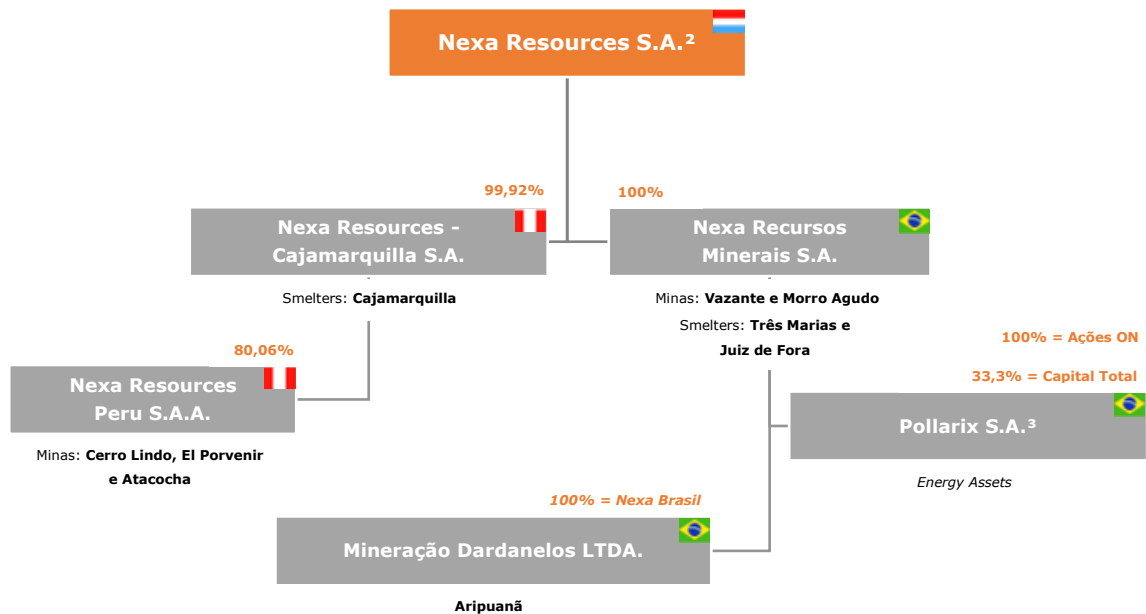 Nexa Resources S.A.²
99,92%
100%
Nexa Resources -
Cajamarquilla S.A.
Nexa Recursos
Minerais S.A.
Smelters: Cajamarquilla
Minas: Vazante e Morro Agudo
Smelters: Três Marias e
Juiz de Fora
100% = Ações ON
80,06%
33,3% = Capital Total
Nexa Resources
Peru S.A.A.
Pollarix S.A.³
Minas: Cerro Lindo, El Porvenir
e Atacocha
Energy Assets
100% = Nexa Brasil
Mineração Dardanelos LTDA.
Aripuanã